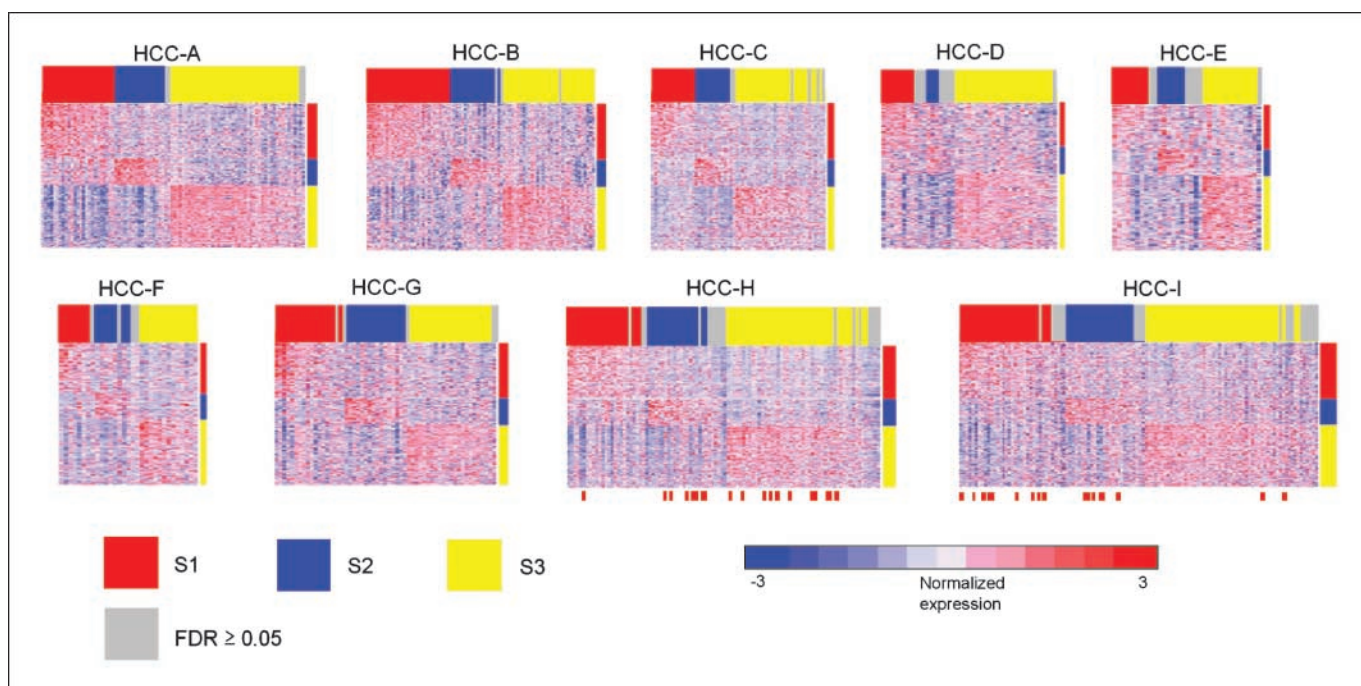 HCC-A
HCC-B
HCC-C
HCC-D
HCC-E
HCC-F
HCC-G
HCC-H
HCC-I
S1
S2
S3
FDR ≥ 0.05
-3
Normalized
expression
3